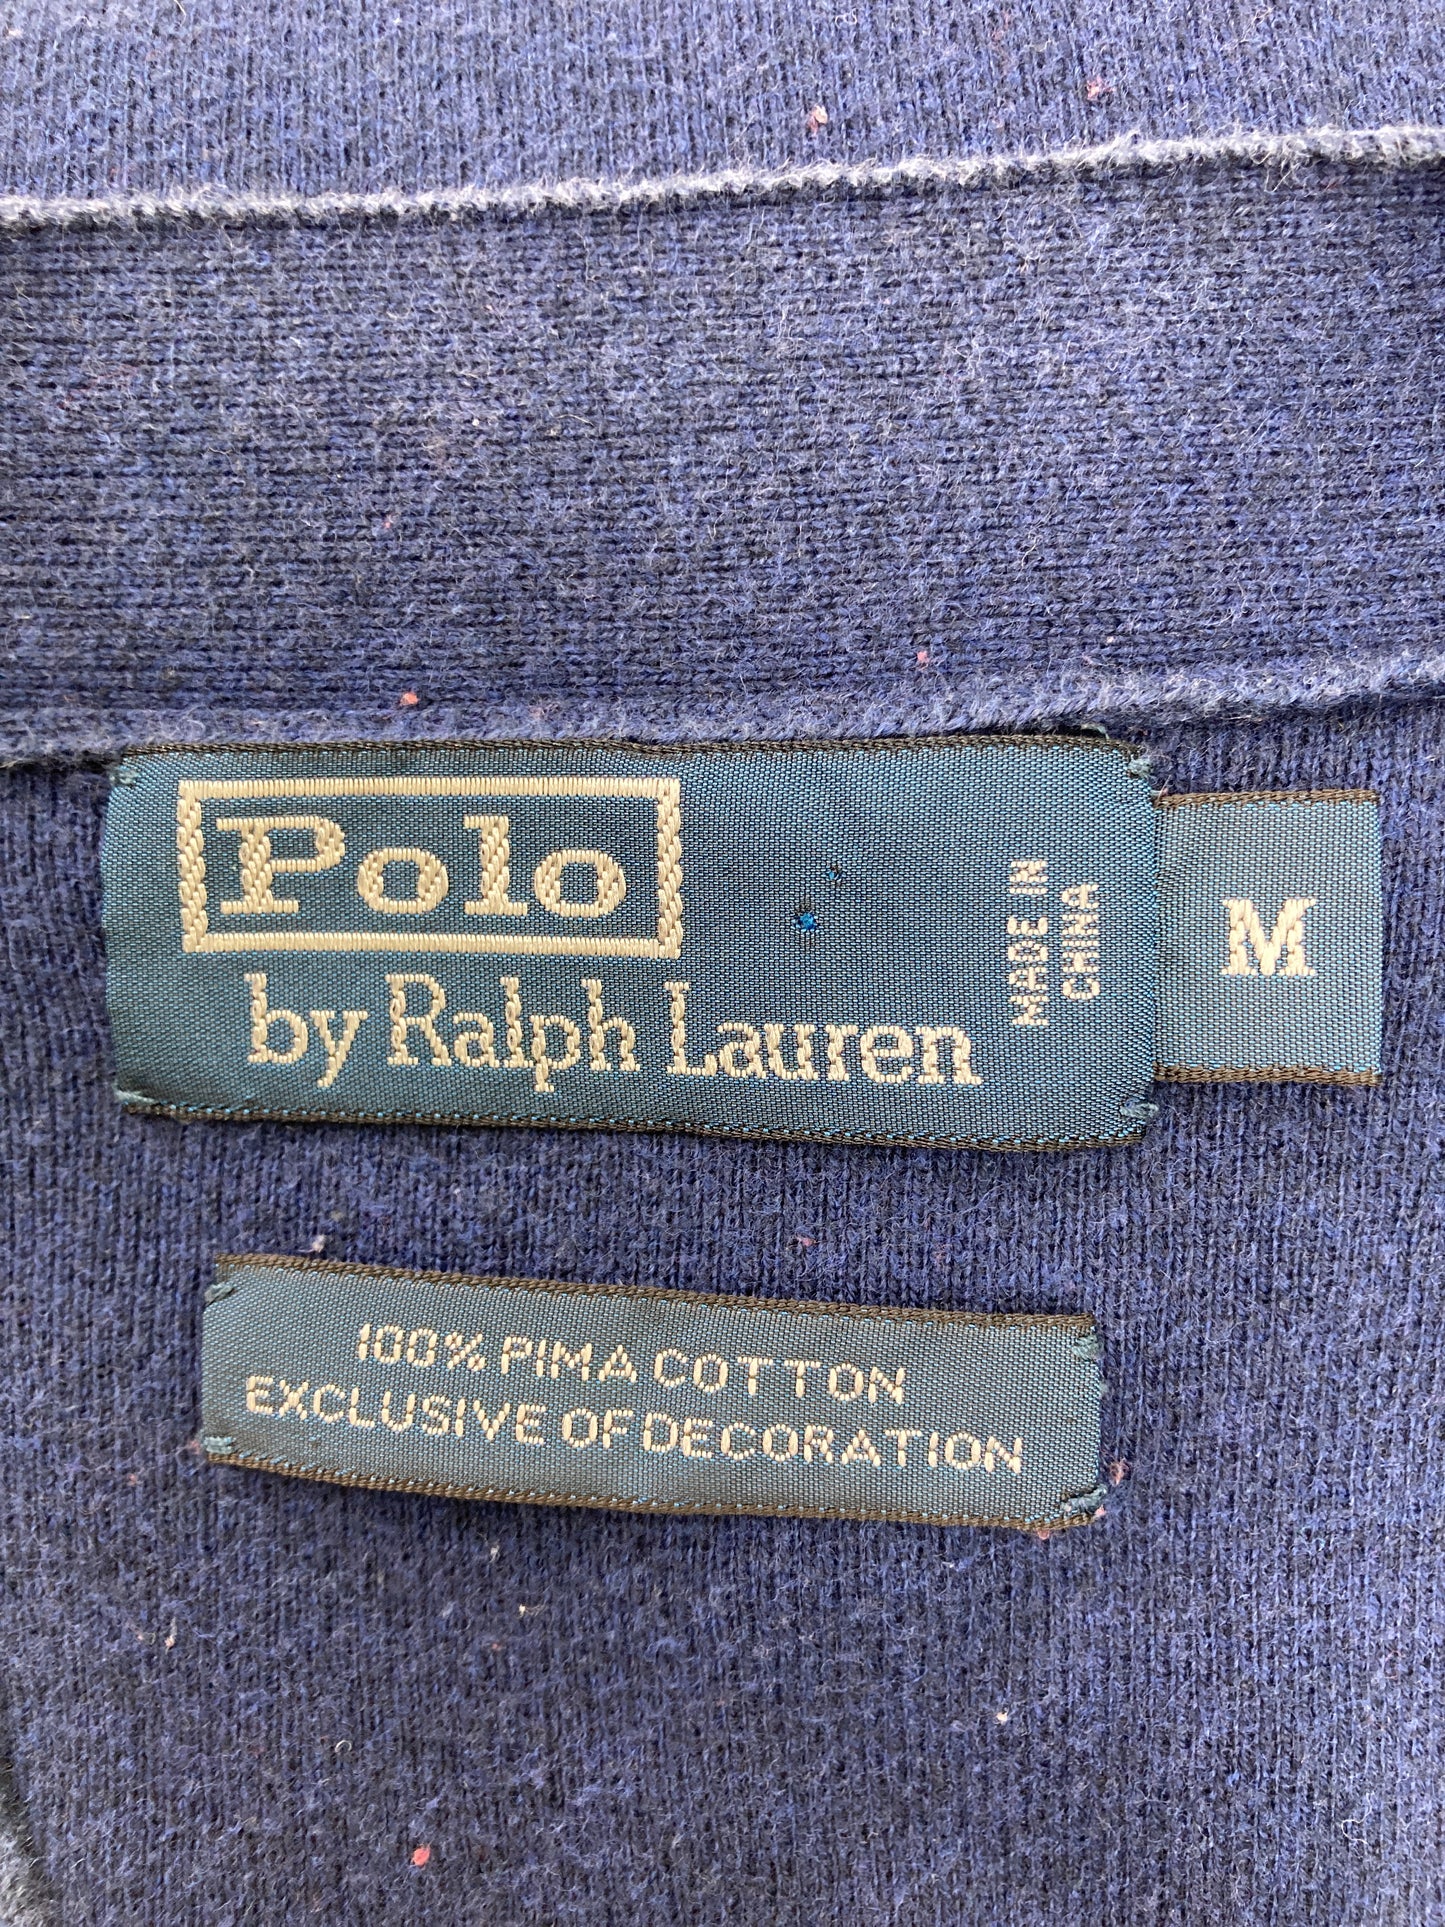 Polo
by Ralph Lauren
MADE IN
CHINA
M
100% PIMA COTTON
EXCLUSIVE OF DECORATION